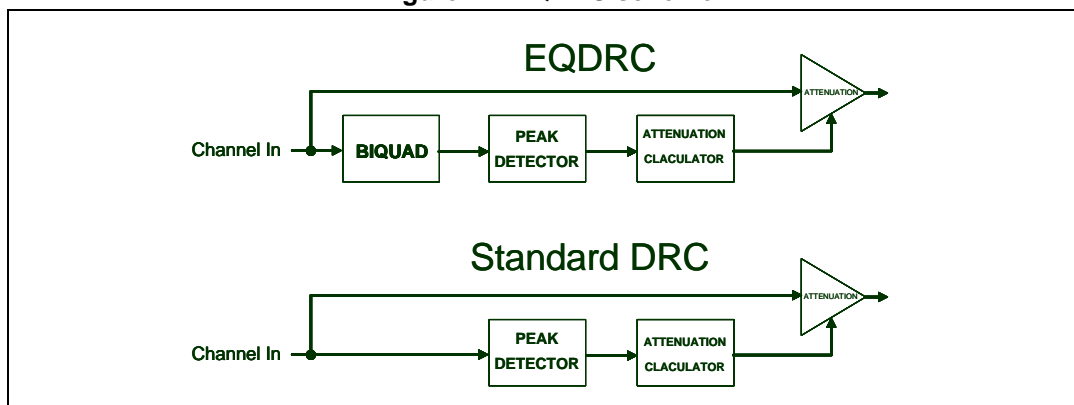 EQDRC
ATTENUATION
Channel In
BIQUAD
PEAK
DETECTOR
ATTENUATION
CLACULATOR
Standard DRC
ATTENUATION
Channel In
PEAK
DETECTOR
ATTENUATION
CLACULATOR